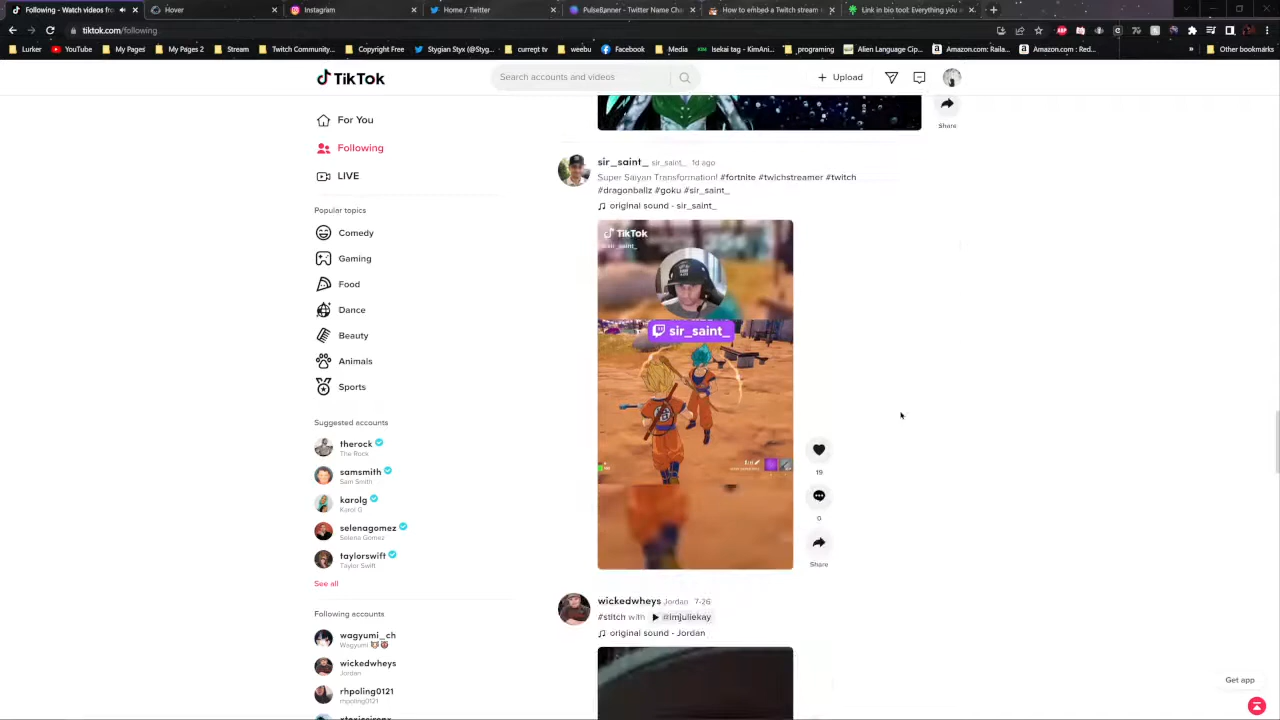 Following - Watch videos from
Hover
Instagram
Home / Twitter
PulseBanner - Twitter Name Ch
How to embed a Twitch stream o
Link in bio tool: Everything you
tiktok.com/following
Lurker
YouTube
My Pages
My Pages 2
Stream
Twitch Community...
Copyright Free
Stygian Styx (@Styg...
currept tv
weebu
Facebook
Media
Isekai tag - KimAni...
programing
Alien Language Cip...
Amazon.com: Raila...
Amazon.com: Red...
Other bookmarks
TikTok
Search accounts and videos
Upload
For You
Following
LIVE
Popular topics
Comedy
Gaming
Food
Dance
Beauty
Animals
Sports
Suggested accounts
therock
The Rock
samsmith
Sam Smith
karolg
Karol G
selenagomez
Selena Gomez
taylorswift
Taylor Swift
See all
Following accounts
wagyumi_ch
Wagyumi
wickedwheys
Jordan
rhpoling0121
Share
sir_saint_ sir_saint_ 1d ago
Super Saiyan Transformation! #fortnite #twichstreamer #twitch
#dragonballz #goku #sir_saint_
original sound - sir_saint_
TikTok
@sir_saint_
sir_saint_
19
0
Share
wickedwheys Jordan 7-26
#stitch with #imjuliekay
original sound - Jordan
Get app